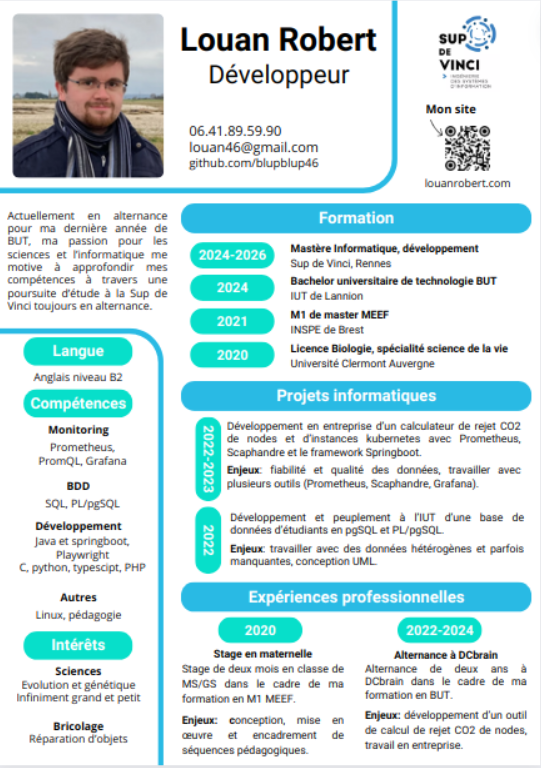 Louan Robert
Développeur
06.41.89.59.90
louan46@gmail.com
github.com/blupblup46
SUP
DE
VINCI
INGENIERIE
DES SYSTÈMES
D'INFORMATION
Mon site
louanrobert.com
Actuellement en alternance
pour ma dernière année de
BUT, ma passion pour les
sciences et l'informatique me
motive à approfondir mes
compétences à travers une
poursuite d'étude à la Sup de
Vinci toujours en alternance.
Langue
Anglais niveau B2
Compétences
Monitoring
Prometheus,
PromQL, Grafana
BDD
SQL, PL/pgSQL
Développement
Java et springboot,
Playwright
C, python, typescipt, PHP
Autres
Linux, pédagogie
Intérêts
Sciences
Evolution et génétique
Infiniment grand et petit
Bricolage
Réparation d'objets
Formation
2024-2026
Mastère Informatique, développement
Sup de Vinci, Rennes
2024
Bachelor universitaire de technologie BUT
IUT de Lannion
2021
M1 de master MEEF
INSPE de Brest
2020
Licence Biologie, spécialité science de la vie
Université Clermont Auvergne
Projets informatiques
2022-2023
Développement en entreprise d'un calculateur de rejet CO2
de nodes et d'instances kubernetes avec Prometheus,
Scaphandre et le framework Springboot.
Enjeux: fiabilité et qualité des données, travailler avec
plusieurs outils (Prometheus, Scaphandre, Grafana).
2022
Développement et peuplement à l'IUT d'une base de
données d'étudiants en pgSQL et PL/pgSQL.
Enjeux: travailler avec des données hétérogènes et parfois
manquantes, conception UML.
Expériences professionnelles
2020
Stage en maternelle
Stage de deux mois en classe de
MS/GS dans le cadre de ma
formation en M1 MEEF.
Enjeux: conception, mise en
œuvre et encadrement de
séquences pédagogiques.
2022-2024
Alternance à DCbrain
Alternance de deux ans à
DCbrain dans le cadre de ma
formation en BUT.
Enjeux: développement d'un outil
de calcul de rejet CO2 de nodes,
travail en entreprise.